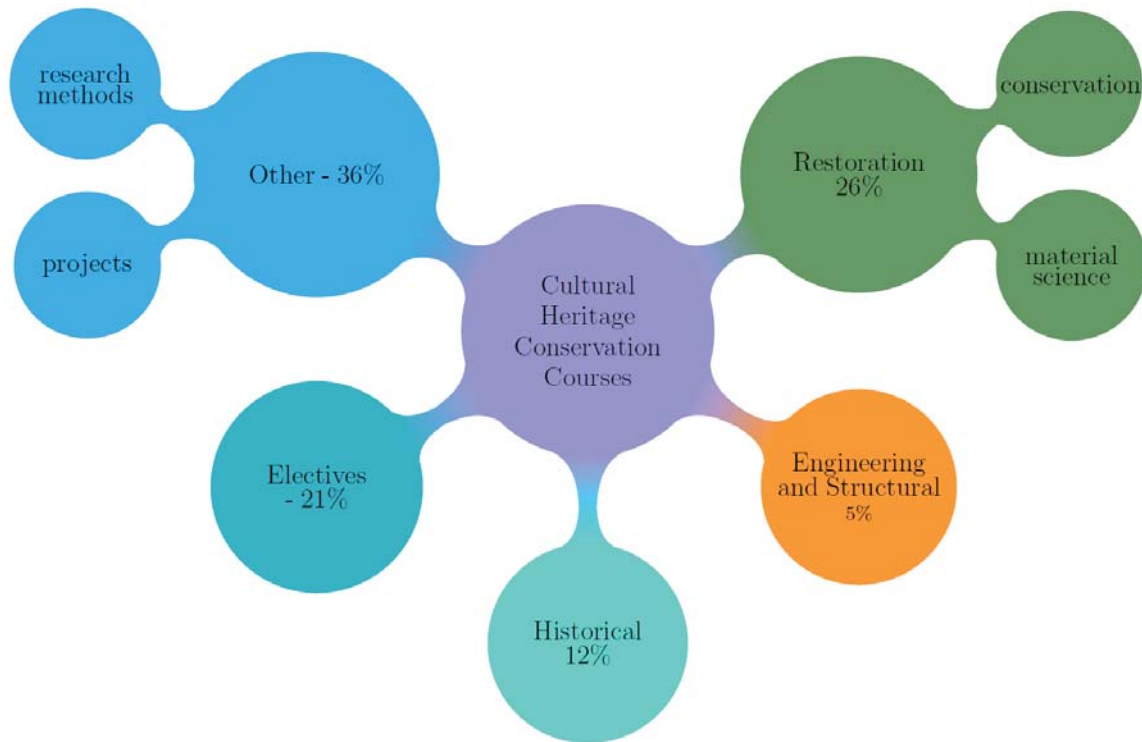 research
methods
projects
Other - 36%
Restoration
26%
conservation
material
science
Cultural
Heritage
Conservation
Courses
Electives
- 21%
Historical
12%
Engineering
and Structural
5%